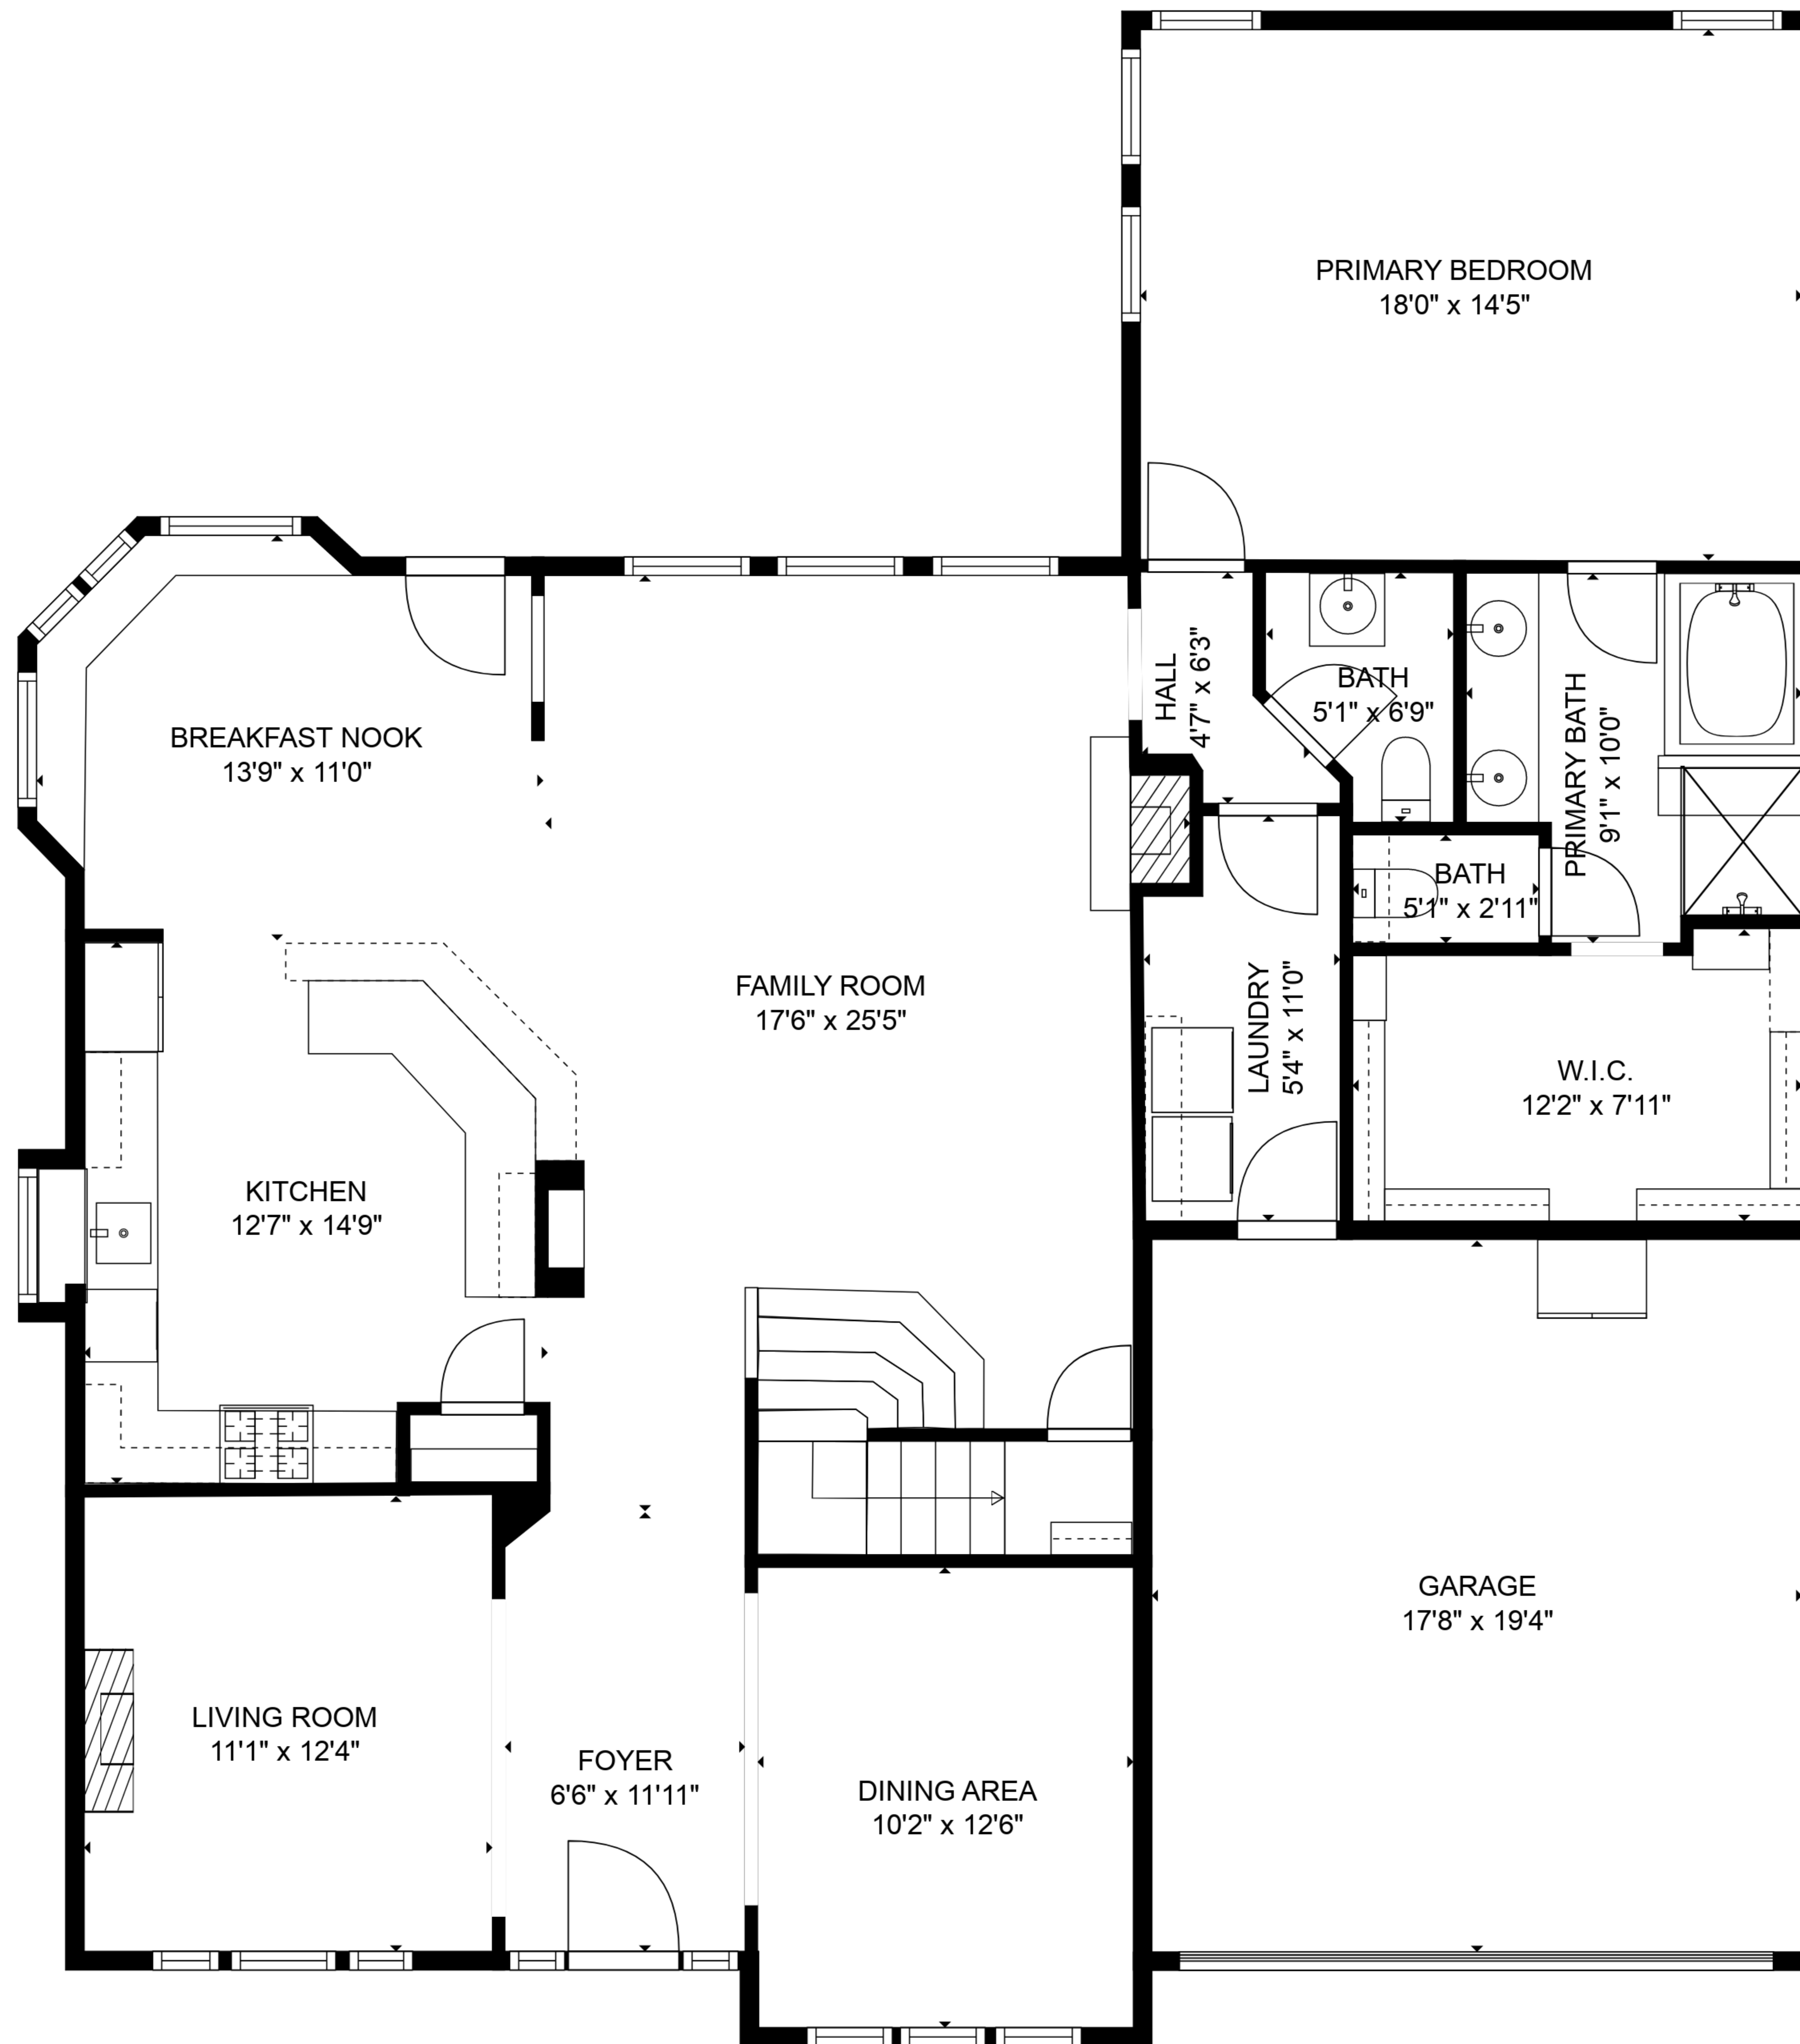 PRIMARY BEDROOM
18'0" x 14'5"
BREAKFAST NOOK
13'9" x 11'0"
HALL
4'7" x 6'3"
BATH
5'1" x 6'9"
PRIMARY BATH
9'1" x 10'0"
BATH
5'1" x 2'11"
FAMILY ROOM
17'6" x 25'5"
LAUNDRY
5'4" x 11'0"
W.I.C.
12'2" x 7'11"
KITCHEN
12'7" x 14'9"
GARAGE
17'8" x 19'4"
LIVING ROOM
11'1" x 12'4"
FOYER
6'6" x 11'11"
DINING AREA
10'2" x 12'6"